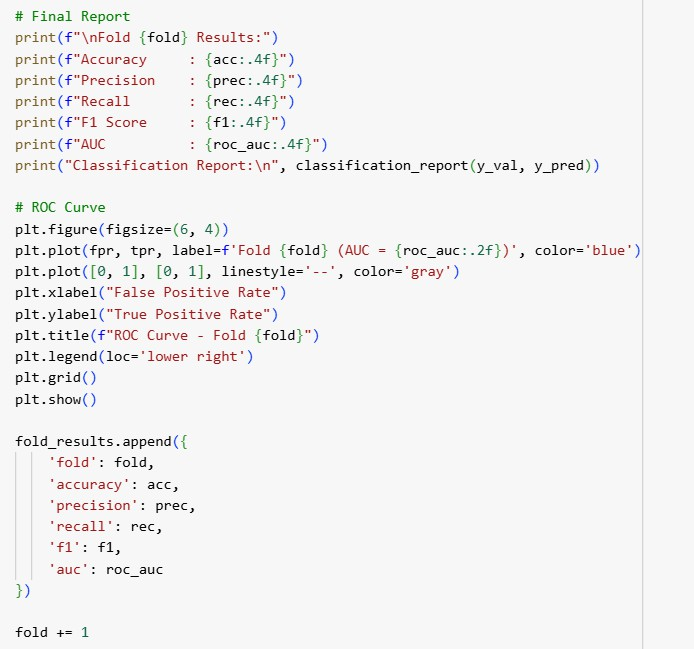 # Final Report
print(f"\nFold {fold} Results:")
print(f"Accuracy     : {acc:.4f}")
print(f"Precision    : {prec:.4f}")
print(f"Recall       : {rec:.4f}")
print(f"F1 Score     : {f1:.4f}")
print(f"AUC          : {roc_auc:.4f}")
print("Classification Report:\n", classification_report(y_val, y_pred))

# ROC Curve
plt.figure(figsize=(6, 4))
plt.plot(fpr, tpr, label=f'Fold {fold} (AUC = {roc_auc:.2f})', color='blue')
plt.plot([0, 1], [0, 1], linestyle='--', color='gray')
plt.xlabel("False Positive Rate")
plt.ylabel("True Positive Rate")
plt.title(f"ROC Curve - Fold {fold}")
plt.legend(loc='lower right')
plt.grid()
plt.show()

fold_results.append({
    'fold': fold,
    'accuracy': acc,
    'precision': prec,
    'recall': rec,
    'f1': f1,
    'auc': roc_auc
})

fold += 1